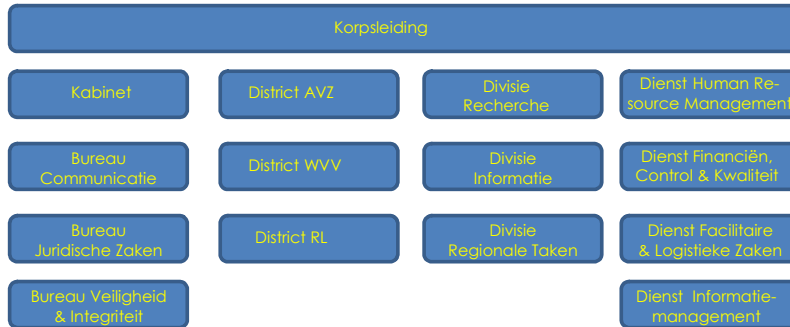 Korpsleiding
Kabinet
District AVZ
Divisie
Recherche
Dienst Human Re-
source Management
Bureau
Communicatie
District WVV
Divisie
Informatie
Dienst Financiën,
Control & Kwaliteit
Bureau
Juridische Zaken
District RL
Divisie
Regionale Taken
Dienst Facilitaire
& Logistieke Zaken
Bureau Veiligheid
& Integriteit
Dienst Informatie-
management